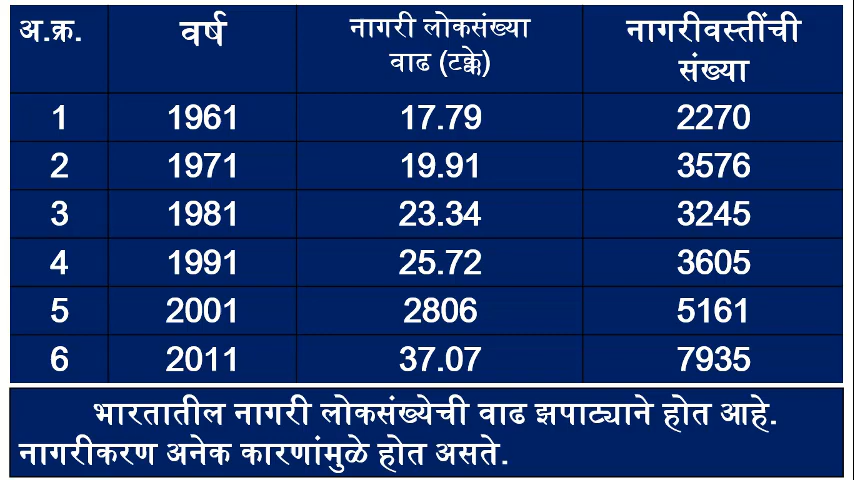 अ.क्र. वर्ष नागरी लोकसंख्या वाढ (टक्के) नागरीवस्तींची संख्या
1 1961 17.79 2270
2 1971 19.91 3576
3 1981 23.34 3245
4 1991 25.72 3605
5 2001 2806 5161
6 2011 37.07 7935
भारतातील नागरी लोकसंख्येची वाढ झपाट्याने होत आहे.
नागरीकरण अनेक कारणांमुळे होत असते.